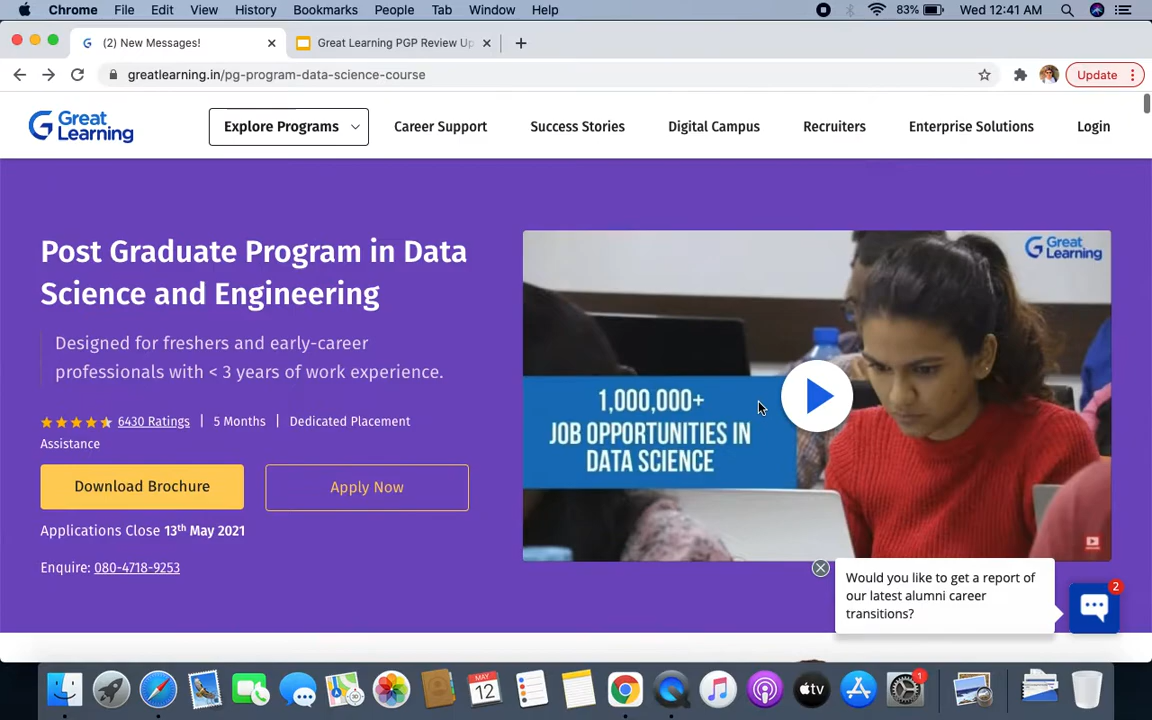 Chrome File Edit View History Bookmarks People Tab Window Help 83% Wed 12:41 AM
(2) New Messages! Great Learning PGP Review Up
greatlearning.in/pg-program-data-science-course Update
Great Learning
Explore Programs Career Support Success Stories Digital Campus Recruiters Enterprise Solutions Login
Post Graduate Program in Data
Science and Engineering
Designed for freshers and early-career
professionals with < 3 years of work experience.
6430 Ratings | 5 Months | Dedicated Placement
Assistance
Download Brochure Apply Now
Applications Close 13th May 2021
Enquire: 080-4718-9253
Great Learning
1,000,000+
JOB OPPORTUNITIES IN
DATA SCIENCE
Would you like to get a report of
our latest alumni career
transitions?
2
MAY
12
tv
1